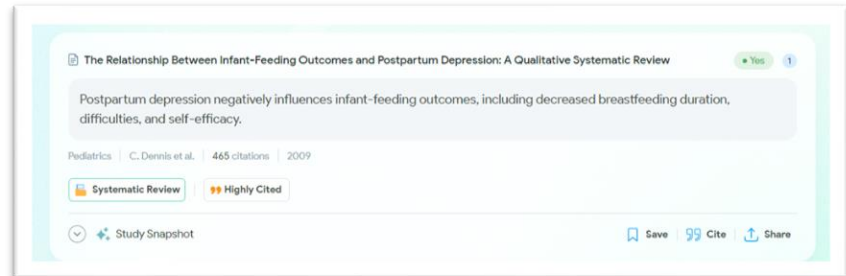 The Relationship Between Infant-Feeding Outcomes and Postpartum Depression: A Qualitative Systematic Review • Yes 1
Postpartum depression negatively influences infant-feeding outcomes, including decreased breastfeeding duration,
difficulties, and self-efficacy.
Pediatrics | C. Dennis et al. | 465 citations | 2009
Systematic Review Highly Cited
Study Snapshot Save Cite Share